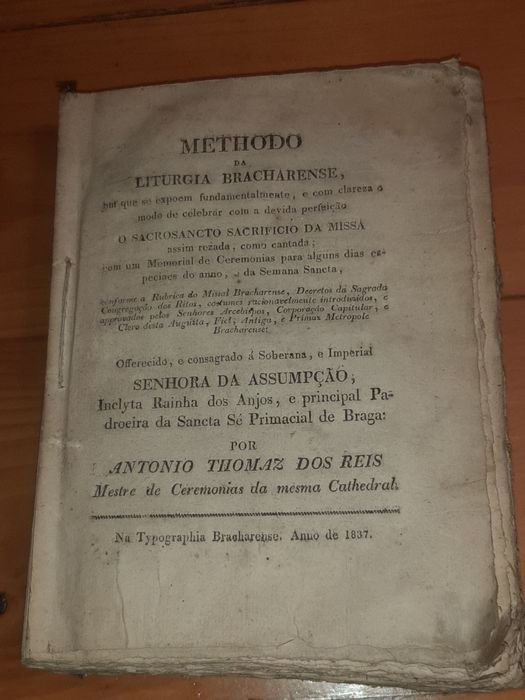 METHODO
DA
LITURGIA BRACHARENSE,
em que se expoem fundamentalmente, e com clareza o
modo de celebrar com a devida perfeição
O SACROSANCTO SACRIFICIO DA MISSA
assim rezada, como cantada;
com um Memorial de Ceremonias para alguns dias es-
peciaes do anno, e da Semana Sancta,
conforme a Rubrica do Missal Bracharense, Decretos da Sagrada
Congregação dos Ritos, costumes racionavelmente introduzidos, e
approvados pelos Senhores Arcebispos, Corporação Capitular, e
Clero desta Augusta, Fiel, Antiga, e Primaz Metropole
Bracharense:
Offerecido, e consagrado á Soberana, e Imperial
SENHORA DA ASSUMPÇÃO,
Inclyta Rainha dos Anjos, e principal Pa-
droeira da Sancta Sé Primacial de Braga:
POR
ANTONIO THOMAZ DOS REIS
Mestre de Ceremonias da mesma Cathedral.
Na Typographia Bracharense. Anno de 1837.